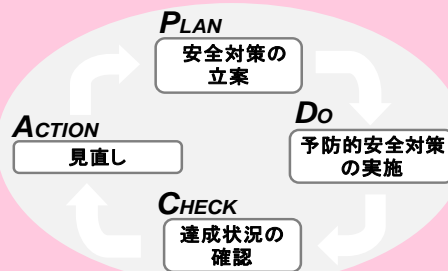 PLAN
安全対策の
立案
DO
予防的安全対策
の実施
CHECK
達成状況の
確認
ACTION
見直し